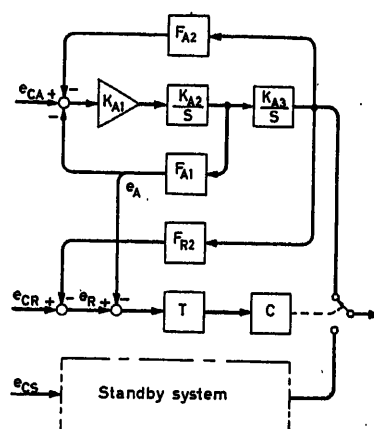 F_A2
−
e_CA +
−
K_A1
K_A2
S
K_A3
S
F_A1
e_A
F_R2
−
−
e_CR +
e_R +
T
C
e_CS
Standby system